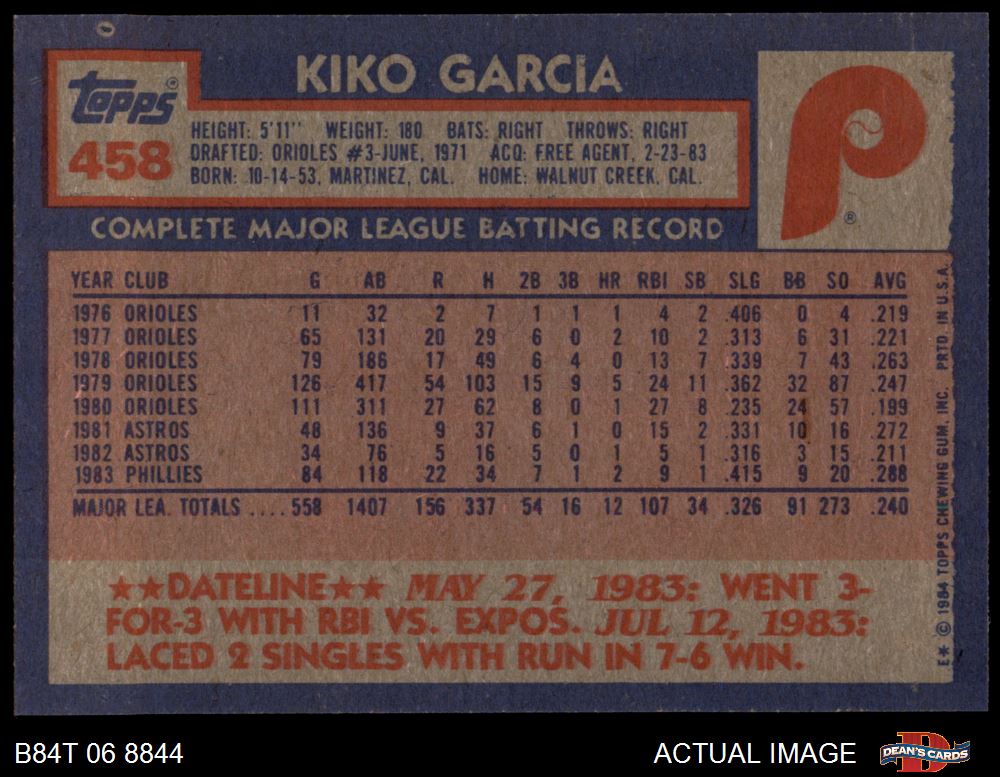 KIKO GARCIA
topps®
458
HEIGHT: 5'11" WEIGHT: 180 BATS: RIGHT THROWS: RIGHT
DRAFTED: ORIOLES #3-JUNE, 1971 ACQ: FREE AGENT, 2-23-83
BORN: 10-14-53, MARTINEZ, CAL. HOME: WALNUT CREEK, CAL.
P
®
COMPLETE MAJOR LEAGUE BATTING RECORD
YEAR CLUB G AB R H 2B 3B HR RBI SB SLG BB SO AVG
1976 ORIOLES 11 32 2 7 1 1 1 4 2 .406 0 4 .219
1977 ORIOLES 65 131 20 29 6 0 2 10 2 .313 6 31 .221
1978 ORIOLES 79 186 17 49 6 4 0 13 7 .339 7 43 .263
1979 ORIOLES 126 417 54 103 15 9 5 24 11 .362 32 87 .247
1980 ORIOLES 111 311 27 62 8 0 1 27 8 .235 24 57 .199
1981 ASTROS 48 136 9 37 6 1 0 15 2 .331 10 16 .272
1982 ASTROS 34 76 5 16 5 0 1 5 1 .316 3 15 .211
1983 PHILLIES 84 118 22 34 7 1 2 9 1 .415 9 20 .288
MAJOR LEA. TOTALS .... 558 1407 156 337 54 16 12 107 34 .326 91 273 .240
★★DATELINE★★ MAY 27, 1983: WENT 3-
FOR-3 WITH RBI VS. EXPOS. JUL 12, 1983:
LACED 2 SINGLES WITH RUN IN 7-6 WIN.
E* © 1984 TOPPS CHEWING GUM, INC. PRTD. IN U.S.A.
B84T 06 8844
ACTUAL IMAGE
D
DEAN'S CARDS